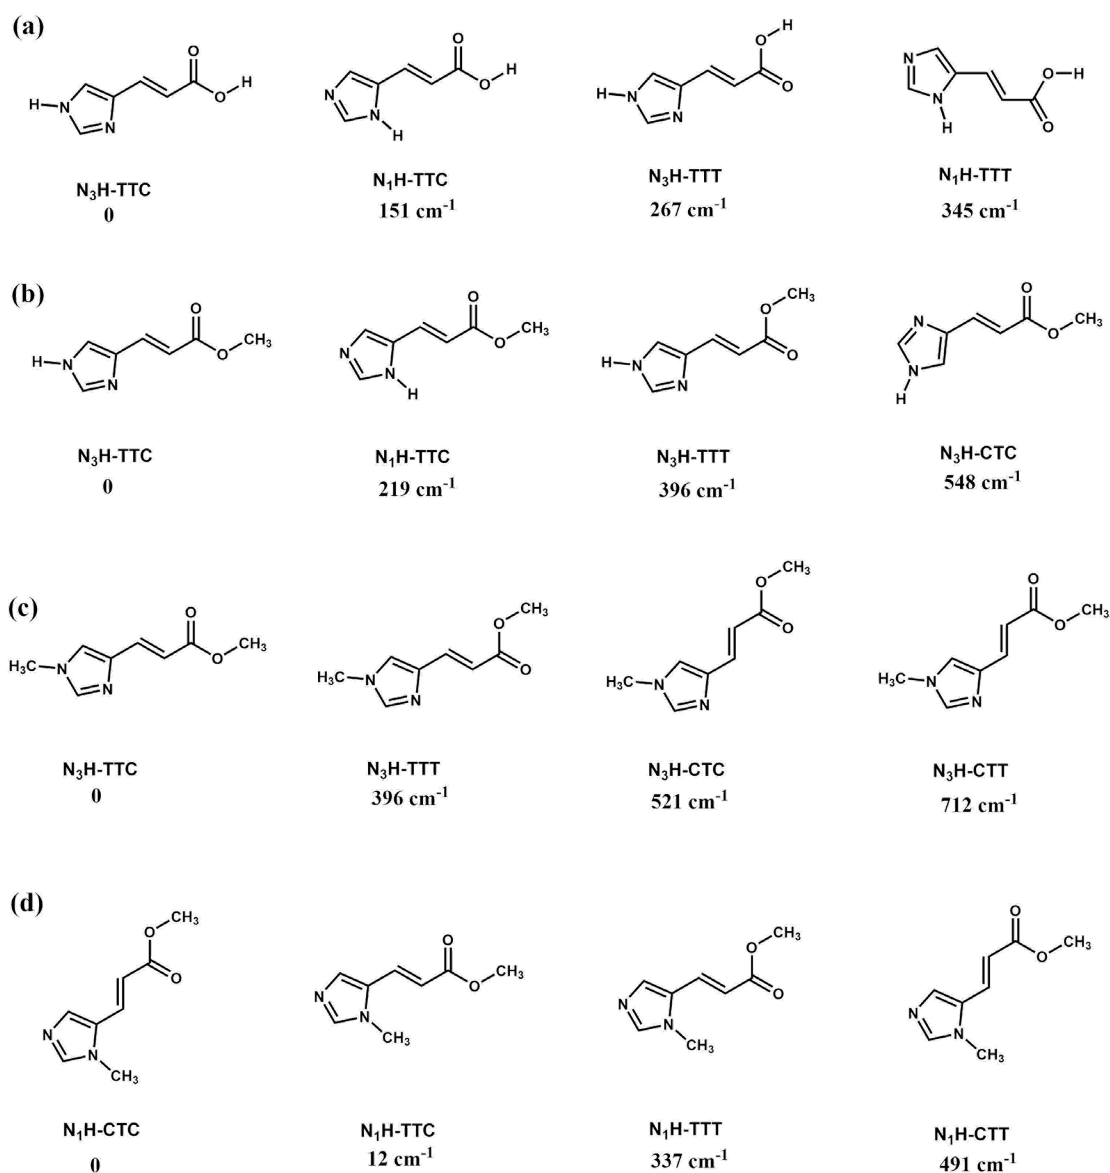 (a)
N₃H-TTC
0
N₁H-TTC
151 cm⁻¹
N₃H-TTT
267 cm⁻¹
N₁H-TTT
345 cm⁻¹
H
N
N
O
O
H
N
N
H
O
O
H
H
N
N
O
H
O
N
N
H
O
H
O
(b)
N₃H-TTC
0
N₁H-TTC
219 cm⁻¹
N₃H-TTT
396 cm⁻¹
N₃H-CTC
548 cm⁻¹
H
N
N
O
O
CH₃
N
N
H
O
O
CH₃
H
N
N
O
CH₃
O
N
N
H
O
O
CH₃
(c)
N₃H-TTC
0
N₃H-TTT
396 cm⁻¹
N₃H-CTC
521 cm⁻¹
N₃H-CTT
712 cm⁻¹
H₃C
N
N
O
O
CH₃
H₃C
N
N
O
CH₃
O
H₃C
N
N
O
CH₃
O
H₃C
N
N
O
O
CH₃
(d)
N₁H-CTC
0
N₁H-TTC
12 cm⁻¹
N₁H-TTT
337 cm⁻¹
N₁H-CTT
491 cm⁻¹
N
N
CH₃
O
CH₃
O
N
N
CH₃
O
O
CH₃
N
N
CH₃
O
CH₃
O
N
N
CH₃
O
O
CH₃